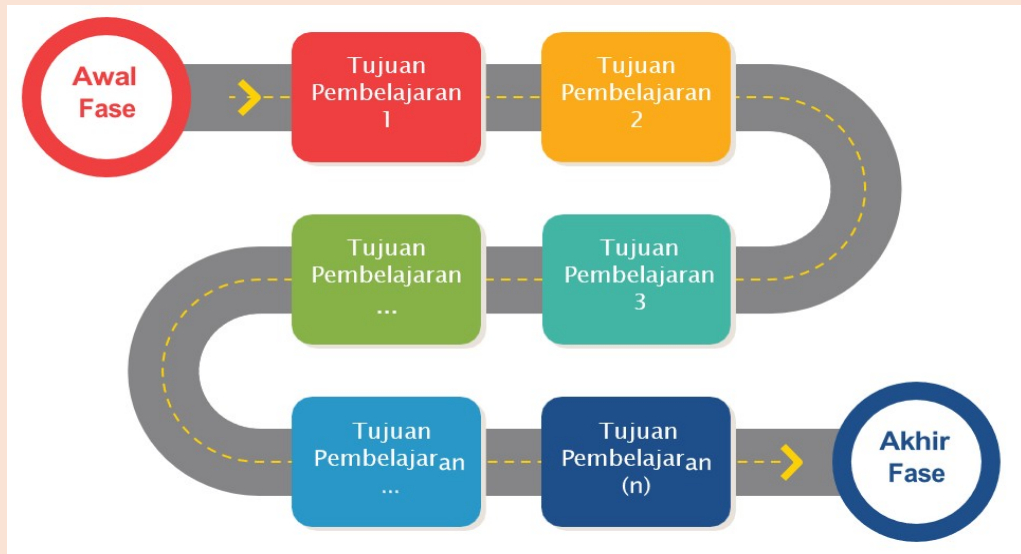 Awal
Fase
Tujuan
Pembelajaran
1
Tujuan
Pembelajaran
2
Tujuan
Pembelajaran
3
Tujuan
Pembelajaran
...
Tujuan
Pembelajaran
...
Tujuan
Pembelajaran
(n)
Akhir
Fase